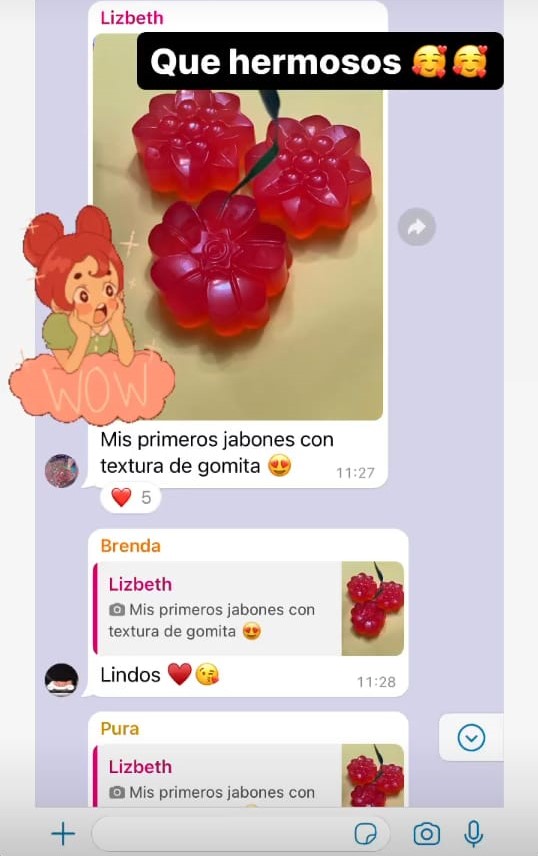 Lizbeth
Que hermosos 🥰🥰
WOW
Mis primeros jabones con
textura de gomita 😍
11:27
❤️ 5
Brenda
Lizbeth
Mis primeros jabones con
textura de gomita 😍
Lindos ♥️😘
11:28
Pura
Lizbeth
Mis primeros jabones con